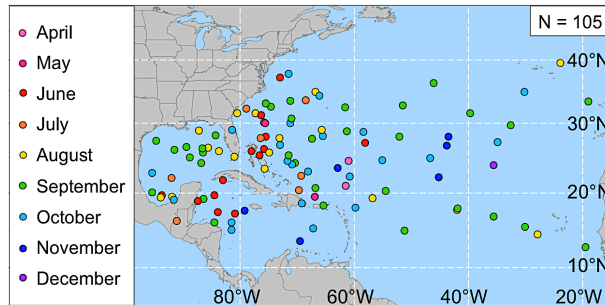 N = 105
April
May
June
July
August
September
October
November
December
40°N
30°N
20°N
10°N
80°W
60°W
40°W
20°W